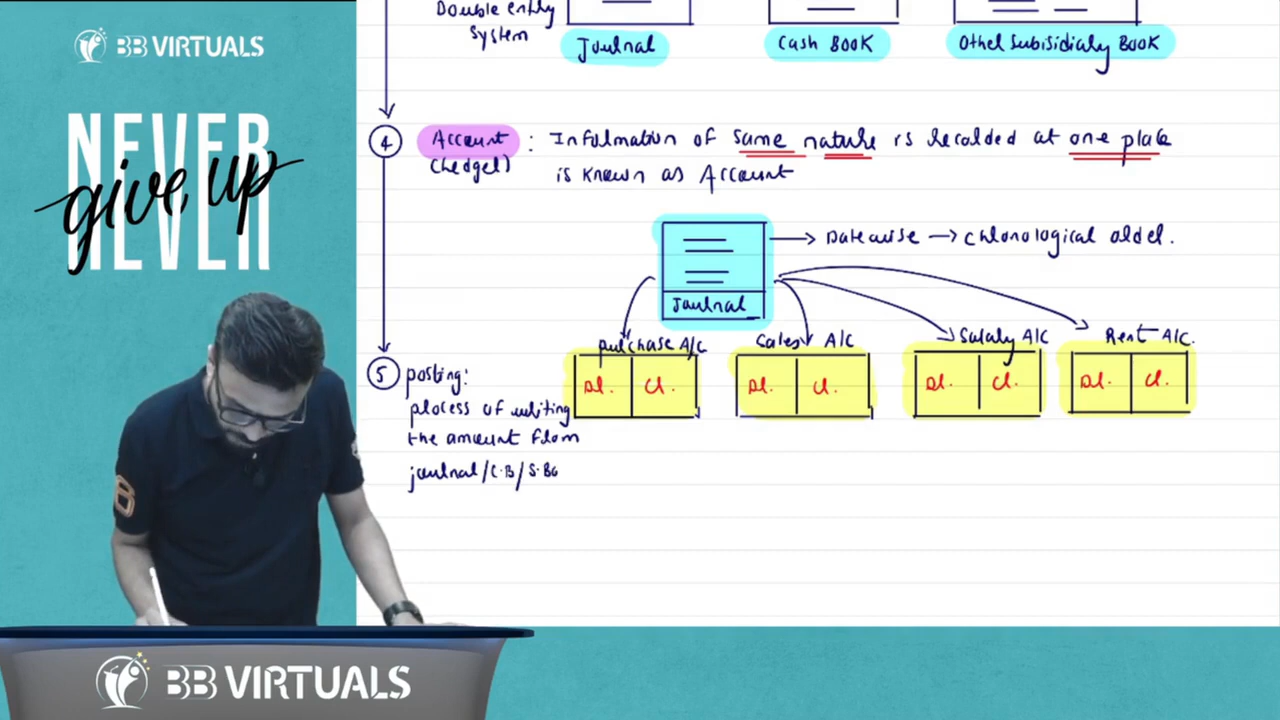 BB VIRTUALS
NEVER
give up
NEVER
Double entry
System
Journal
Cash BOOK
Other Subisidiary BOOK
4
Account
(Ledger)
: Information of same nature is recorded at one place
is known as Account
Datewise → chronological order.
Journal
purchase A/C
Sales A/C
Salary A/C
Rent A/C.
Dr. Cr.
Dr. Cr.
Dr. Cr.
Dr. Cr.
5
posting:
process of writing
the amount from
journal/C.B/S.Bo
B
BB VIRTUALS